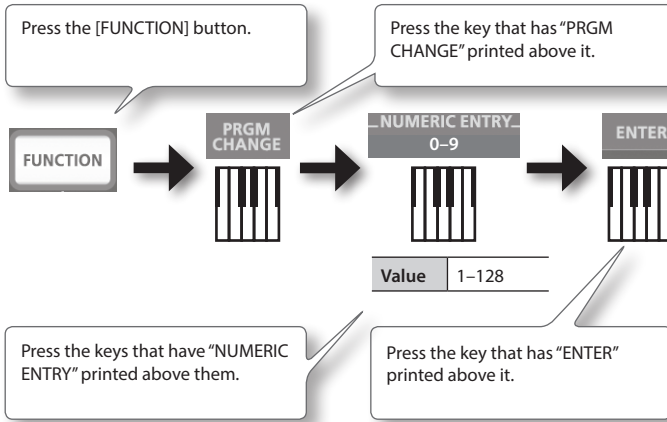 Press the [FUNCTION] button.
Press the key that has “PRGM
CHANGE” printed above it.
FUNCTION
PRGM
CHANGE
NUMERIC ENTRY
0–9
ENTER
Value 1–128
Press the keys that have “NUMERIC
ENTRY” printed above them.
Press the key that has “ENTER”
printed above it.